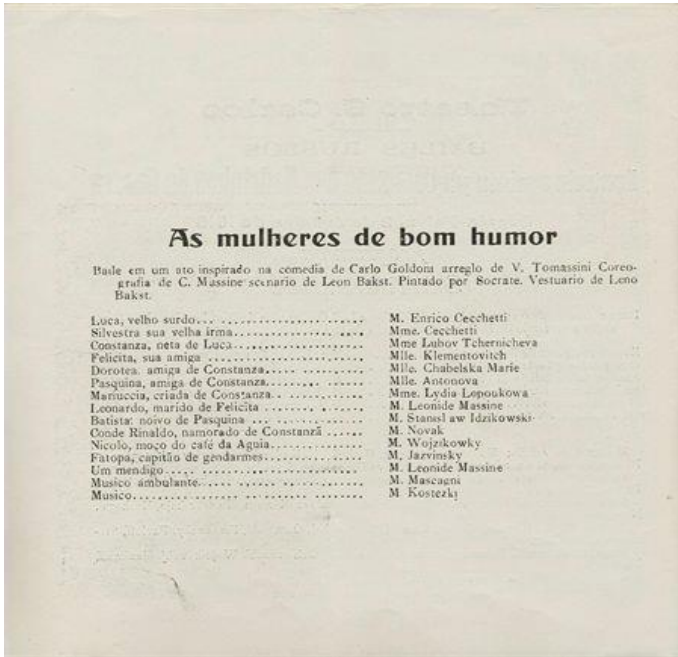 As mulheres de bom humor
Baile em um ato inspirado na comedia de Carlo Goldoni arreglo de V. Tomassini Coreo-
grafia de C. Massine scenario de Leon Bakst. Pintado por Socrate. Vestuario de Leno
Bakst.
Luca, velho surdo... M. Enrico Cecchetti
Silvestra sua velha irma... Mme. Cecchetti
Constanza, neta de Luca... Mme Lubov Tchernicheva
Felicita, sua amiga ... Mlle. Klementovitch
Dorotea. amiga de Constanza... Mlle. Chabelska Marie
Pasquina, amiga de Constanza... Mlle. Antonova
Mariuccia, criada de Constanza... Mme. Lydia Lopoukowa
Leonardo, marido de Felicita ... M. Leonide Massine
Batista: noivo de Pasquina ... M. Stanislaw Idzikowski
Conde Rinaldo, namorado de Constanzã ... M. Novak
Nicolo, moço do café da Aguia... M. Wojzikowky
Fatopa, capitão de gendarmes... M, Jazvinsky
Um mendigo... M. Leonide Massine
Musico ambulante... M. Mascagni
Musico... M Kostezki